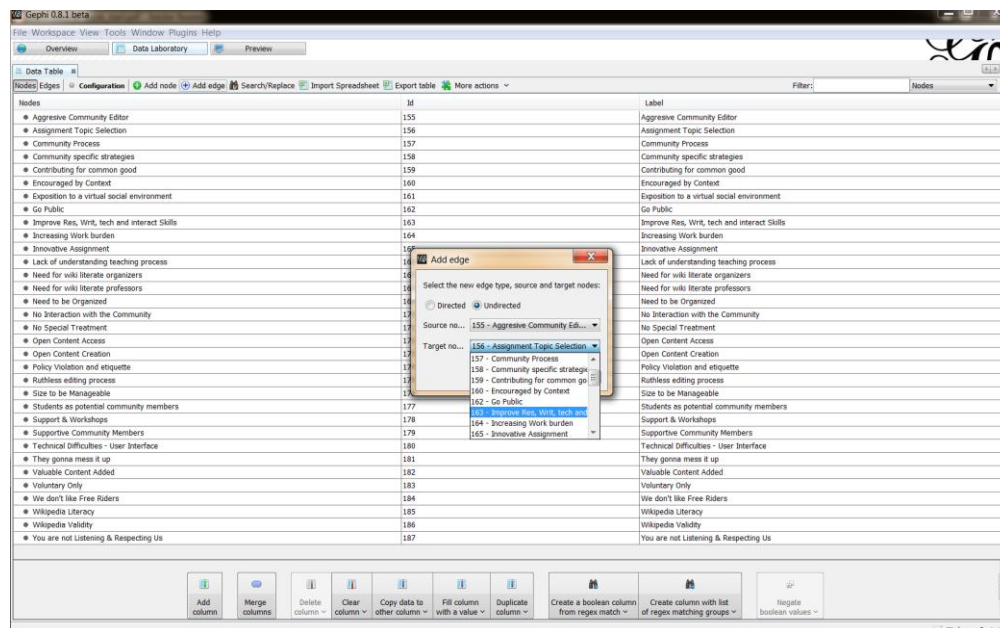 Gephi 0.8.1 beta
File Workspace View Tools Window Plugins Help
Overview Data Laboratory Preview
Data Table
Nodes Edges Configuration Add node Add edge Search/Replace Import Spreadsheet Export table More actions Filter: Nodes
Nodes Id Label
Aggresive Community Editor 155 Aggresive Community Editor
Assignment Topic Selection 156 Assignment Topic Selection
Community Process 157 Community Process
Community specific strategies 158 Community specific strategies
Contributing for common good 159 Contributing for common good
Encouraged by Context 160 Encouraged by Context
Exposition to a virtual social environment 161 Exposition to a virtual social environment
Go Public 162 Go Public
Improve Res, Writ, tech and interact Skills 163 Improve Res, Writ, tech and interact Skills
Increasing Work burden 164 Increasing Work burden
Innovative Assignment 165 Innovative Assignment
Lack of understanding teaching process 16 Lack of understanding teaching process
Need for wiki literate organizers 16 Need for wiki literate organizers
Need for wiki literate professors 16 Need for wiki literate professors
Need to be Organized 16 Need to be Organized
No Interaction with the Community 17 No Interaction with the Community
No Special Treatment 17 No Special Treatment
Open Content Access 17 Open Content Access
Open Content Creation 17 Open Content Creation
Policy Violation and etiquette 17 Policy Violation and etiquette
Ruthless editing process 17 Ruthless editing process
Size to be Manageable 17 Size to be Manageable
Students as potential community members 177 Students as potential community members
Support & Workshops 178 Support & Workshops
Supportive Community Members 179 Supportive Community Members
Technical Difficulties - User Interface 180 Technical Difficulties - User Interface
They gonna mess it up 181 They gonna mess it up
Valuable Content Added 182 Valuable Content Added
Voluntary Only 183 Voluntary Only
We don't like Free Riders 184 We don't like Free Riders
Wikipedia Literacy 185 Wikipedia Literacy
Wikipedia Validity 186 Wikipedia Validity
You are not Listening & Respecting Us 187 You are not Listening & Respecting Us
Add edge
Select the new edge type, source and target nodes:
Directed Undirected
Source no... 155 - Aggresive Community Edi...
Target no... 156 - Assignment Topic Selection
157 - Community Process
158 - Community specific strategie
159 - Contributing for common go
160 - Encouraged by Context
162 - Go Public
163 - Improve Res, Writ, tech and
164 - Increasing Work burden
165 - Innovative Assignment
Add column
Merge columns
Delete column
Clear column
Copy data to other column
Fill column with a value
Duplicate column
Create a boolean column from regex match
Create column with list of regex matching groups
Negate boolean values